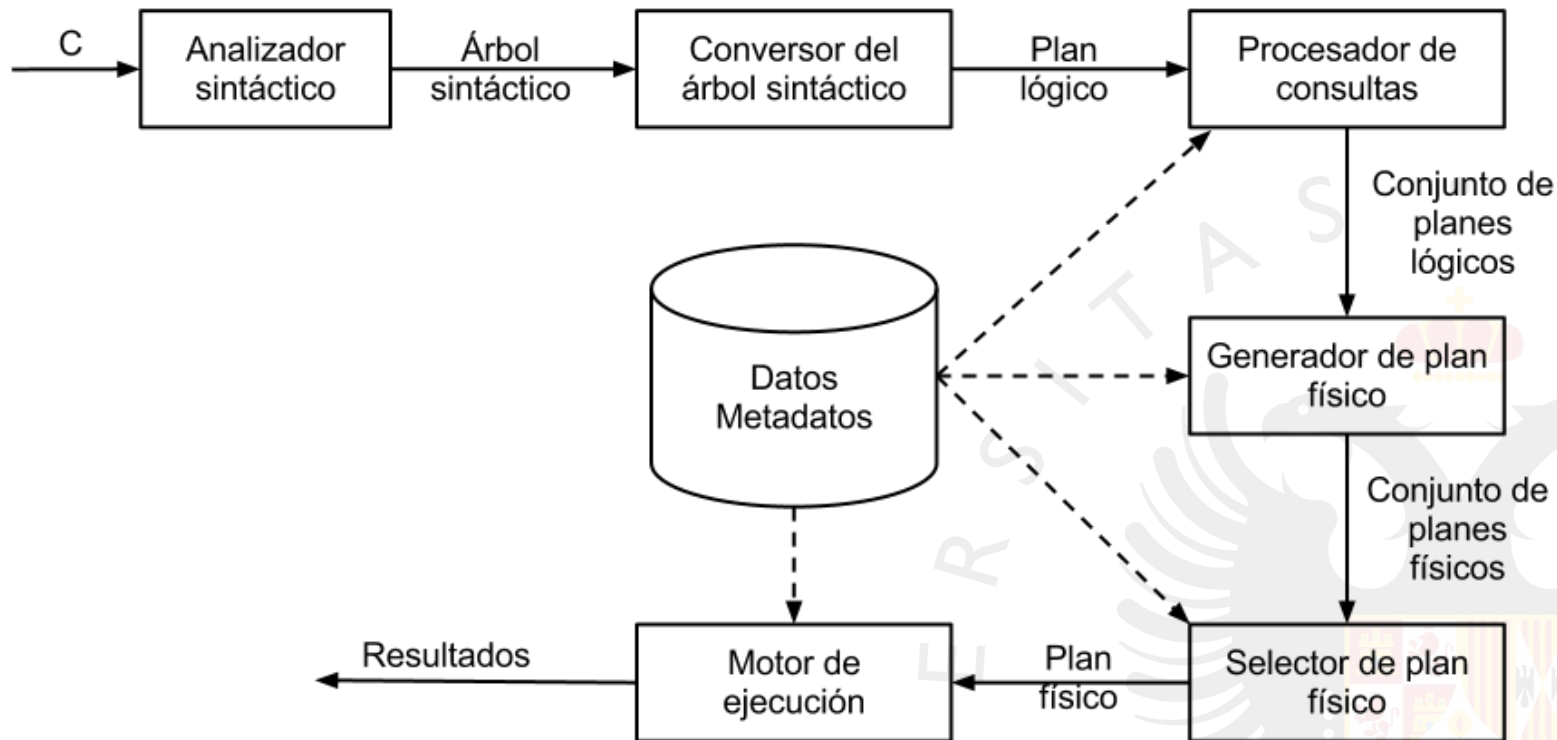 C
Analizador
sintáctico
Árbol
sintáctico
Conversor del
árbol sintáctico
Plan
lógico
Procesador de
consultas
Conjunto de
planes
lógicos
Datos
Metadatos
Generador de plan
físico
Conjunto de
planes
físicos
Selector de plan
físico
Plan
físico
Motor de
ejecución
Resultados
ERSITAS